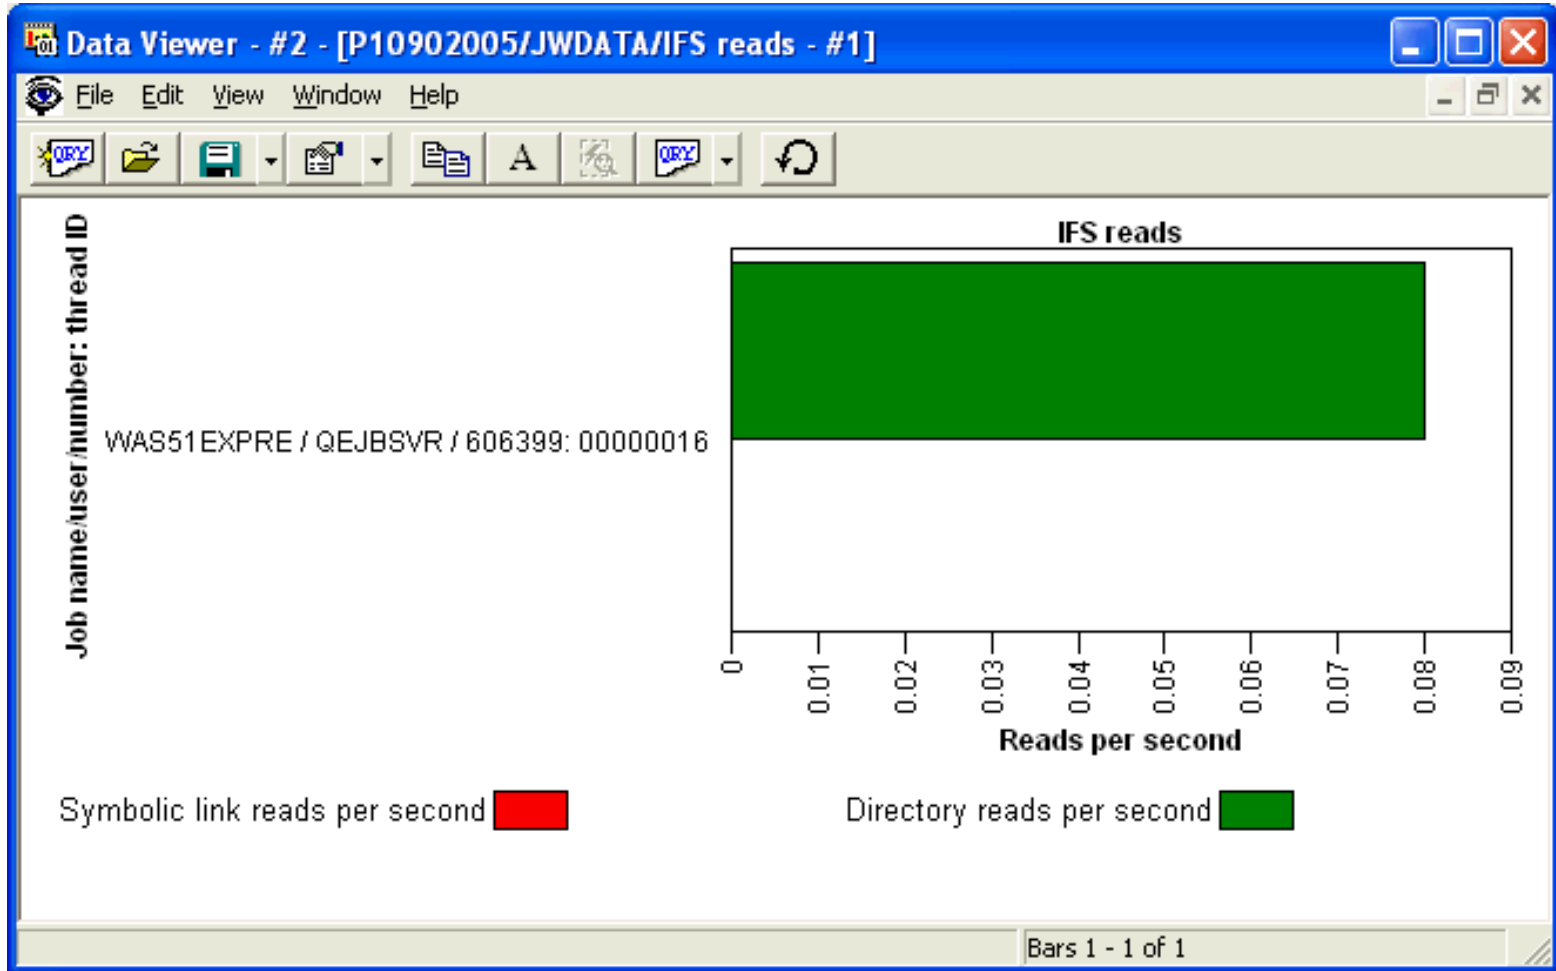 Data Viewer - #2 - [P10902005/JWDATA/IFS reads - #1]
File Edit View Window Help
QRY A QRY
IFS reads
Job name/user/number: thread ID
WAS51EXPRE / QEJBSVR / 606399: 00000016
0 0.01 0.02 0.03 0.04 0.05 0.06 0.07 0.08 0.09
Reads per second
Symbolic link reads per second Directory reads per second
Bars 1 - 1 of 1